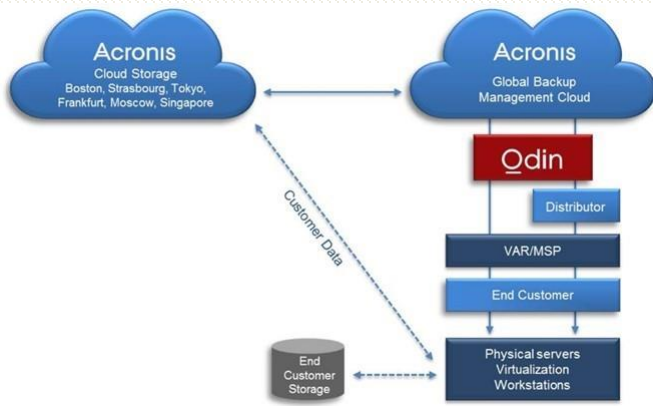 Acronis
Cloud Storage
Boston, Strasbourg, Tokyo,
Frankfurt, Moscow, Singapore
Acronis
Global Backup
Management Cloud
Odin
Distributor
VAR/MSP
End Customer
Customer Data
Physical servers
Virtualization
Workstations
End
Customer
Storage